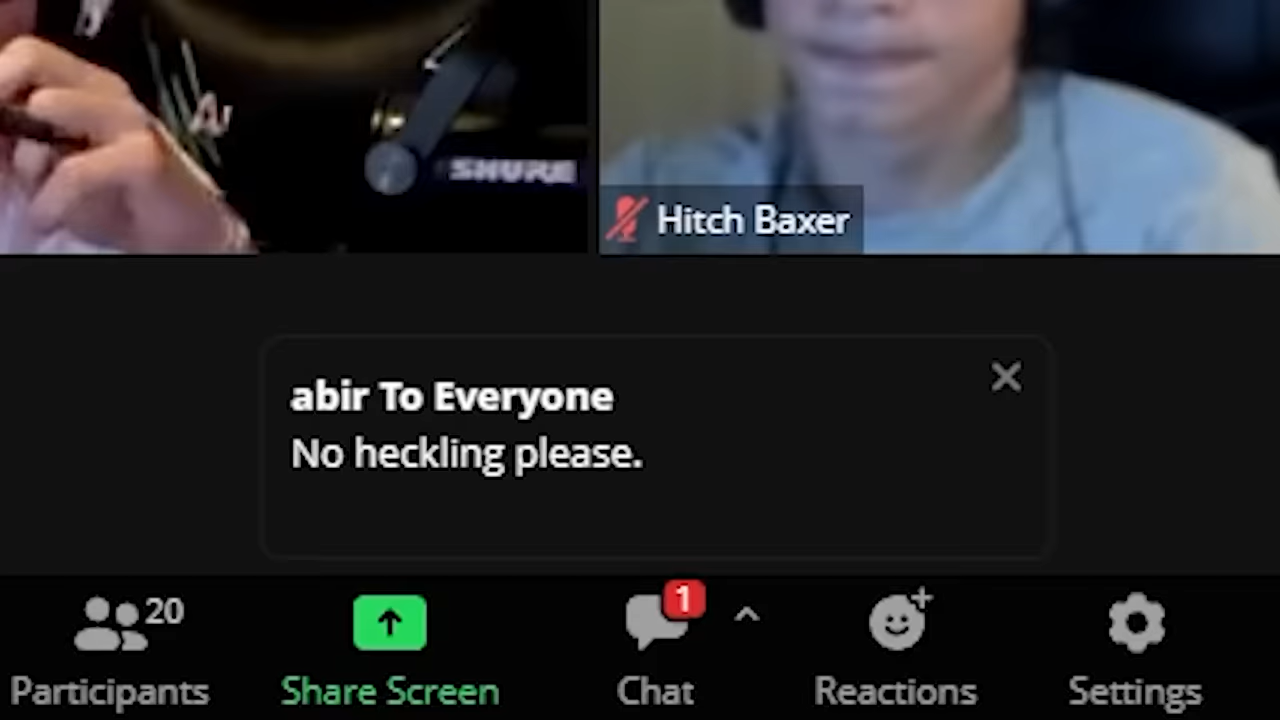 SHURE
Hitch Baxer
abir To Everyone
No heckling please.
20
1
Participants
Share Screen
Chat
Reactions
Settings